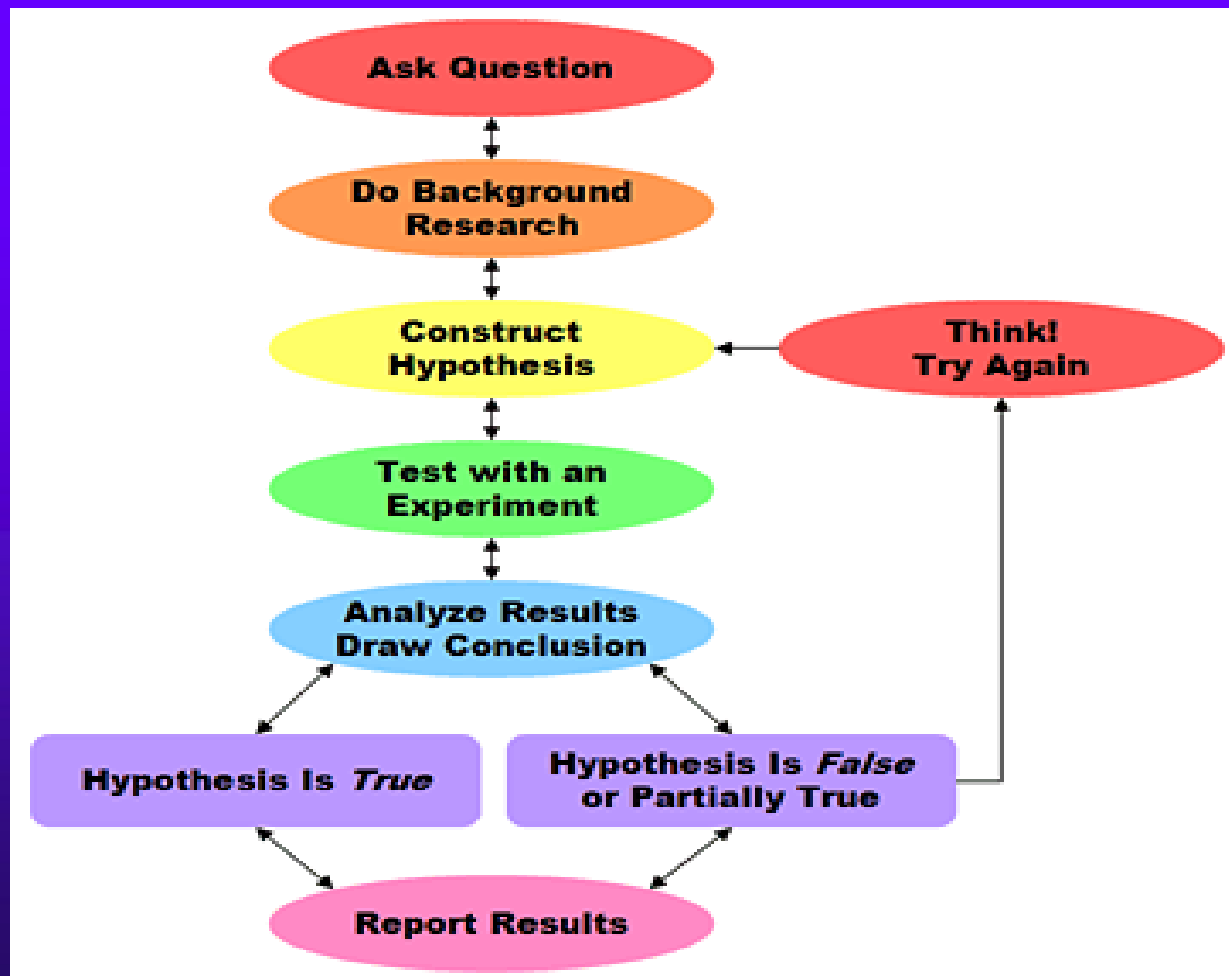 Ask Question
Do Background
Research
Construct
Hypothesis
Think!
Try Again
Test with an
Experiment
Analyze Results
Draw Conclusion
Hypothesis Is True
Hypothesis Is False
or Partially True
Report Results